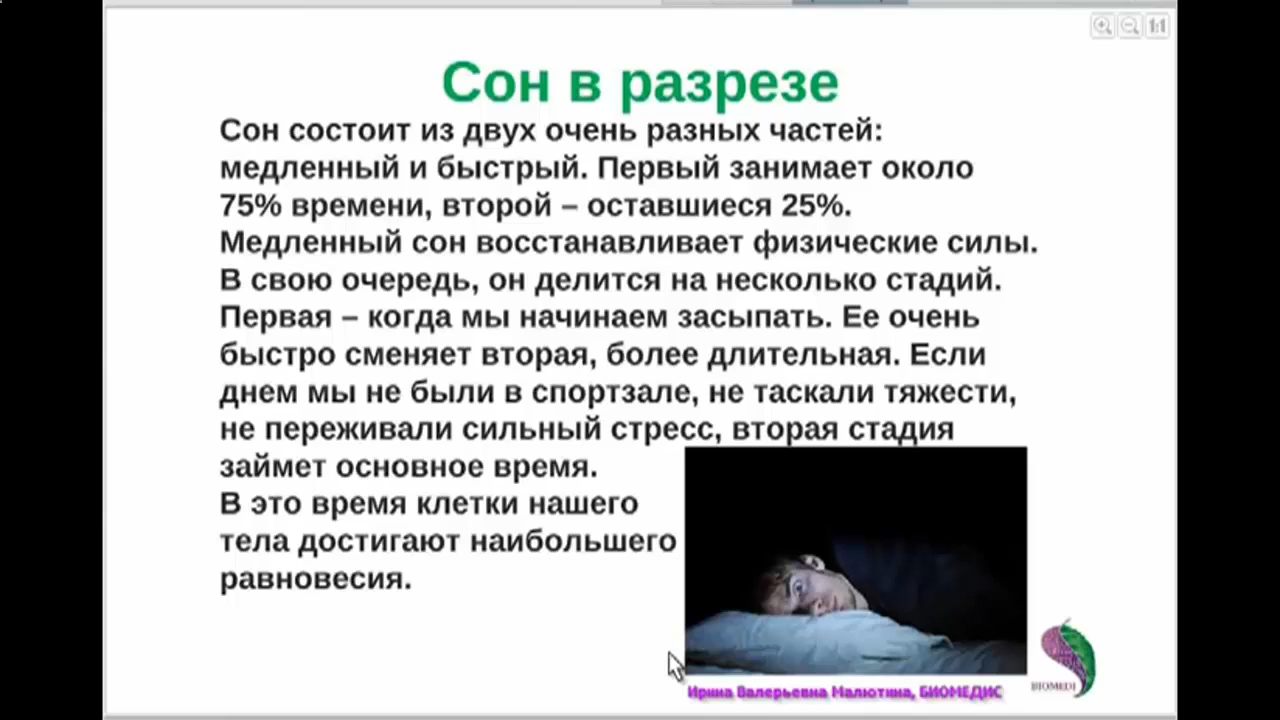 Сон в разрезе
Сон состоит из двух очень разных частей:
медленный и быстрый. Первый занимает около
75% времени, второй – оставшиеся 25%.
Медленный сон восстанавливает физические силы.
В свою очередь, он делится на несколько стадий.
Первая – когда мы начинаем засыпать. Ее очень
быстро сменяет вторая, более длительная. Если
днем мы не были в спортзале, не таскали тяжести,
не переживали сильный стресс, вторая стадия
займет основное время.
В это время клетки нашего
тела достигают наибольшего
равновесия.
Ирина Валерьевна Малютина, БИОМЕДИС
BIOMEDI
1:1